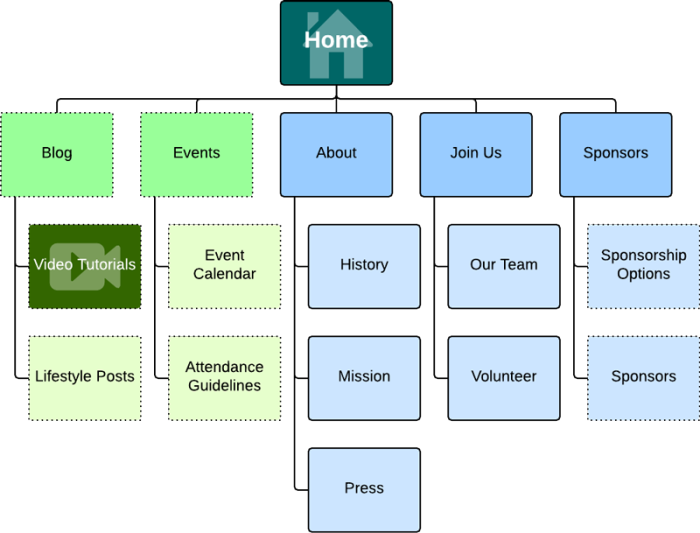 Home
Blog
Events
About
Join Us
Sponsors
Video Tutorials
Event
Calendar
History
Our Team
Sponsorship
Options
Lifestyle Posts
Attendance
Guidelines
Mission
Volunteer
Sponsors
Press